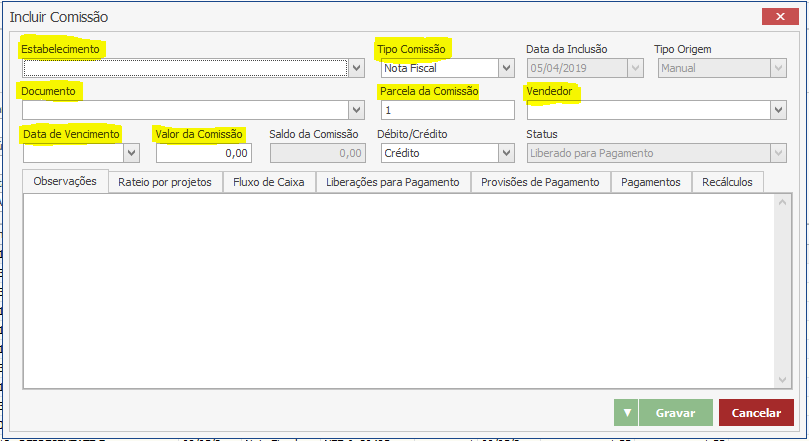 Incluir Comissão
Estabelecimento Tipo Comissão Data da Inclusão Tipo Origem
Nota Fiscal 05/04/2019 Manual
Documento Parcela da Comissão Vendedor
1
Data de Vencimento Valor da Comissão Saldo da Comissão Débito/Crédito Status
0,00 0,00 Crédito Liberado para Pagamento
Observações Rateio por projetos Fluxo de Caixa Liberações para Pagamento Provisões de Pagamento Pagamentos Recálculos
Gravar Cancelar